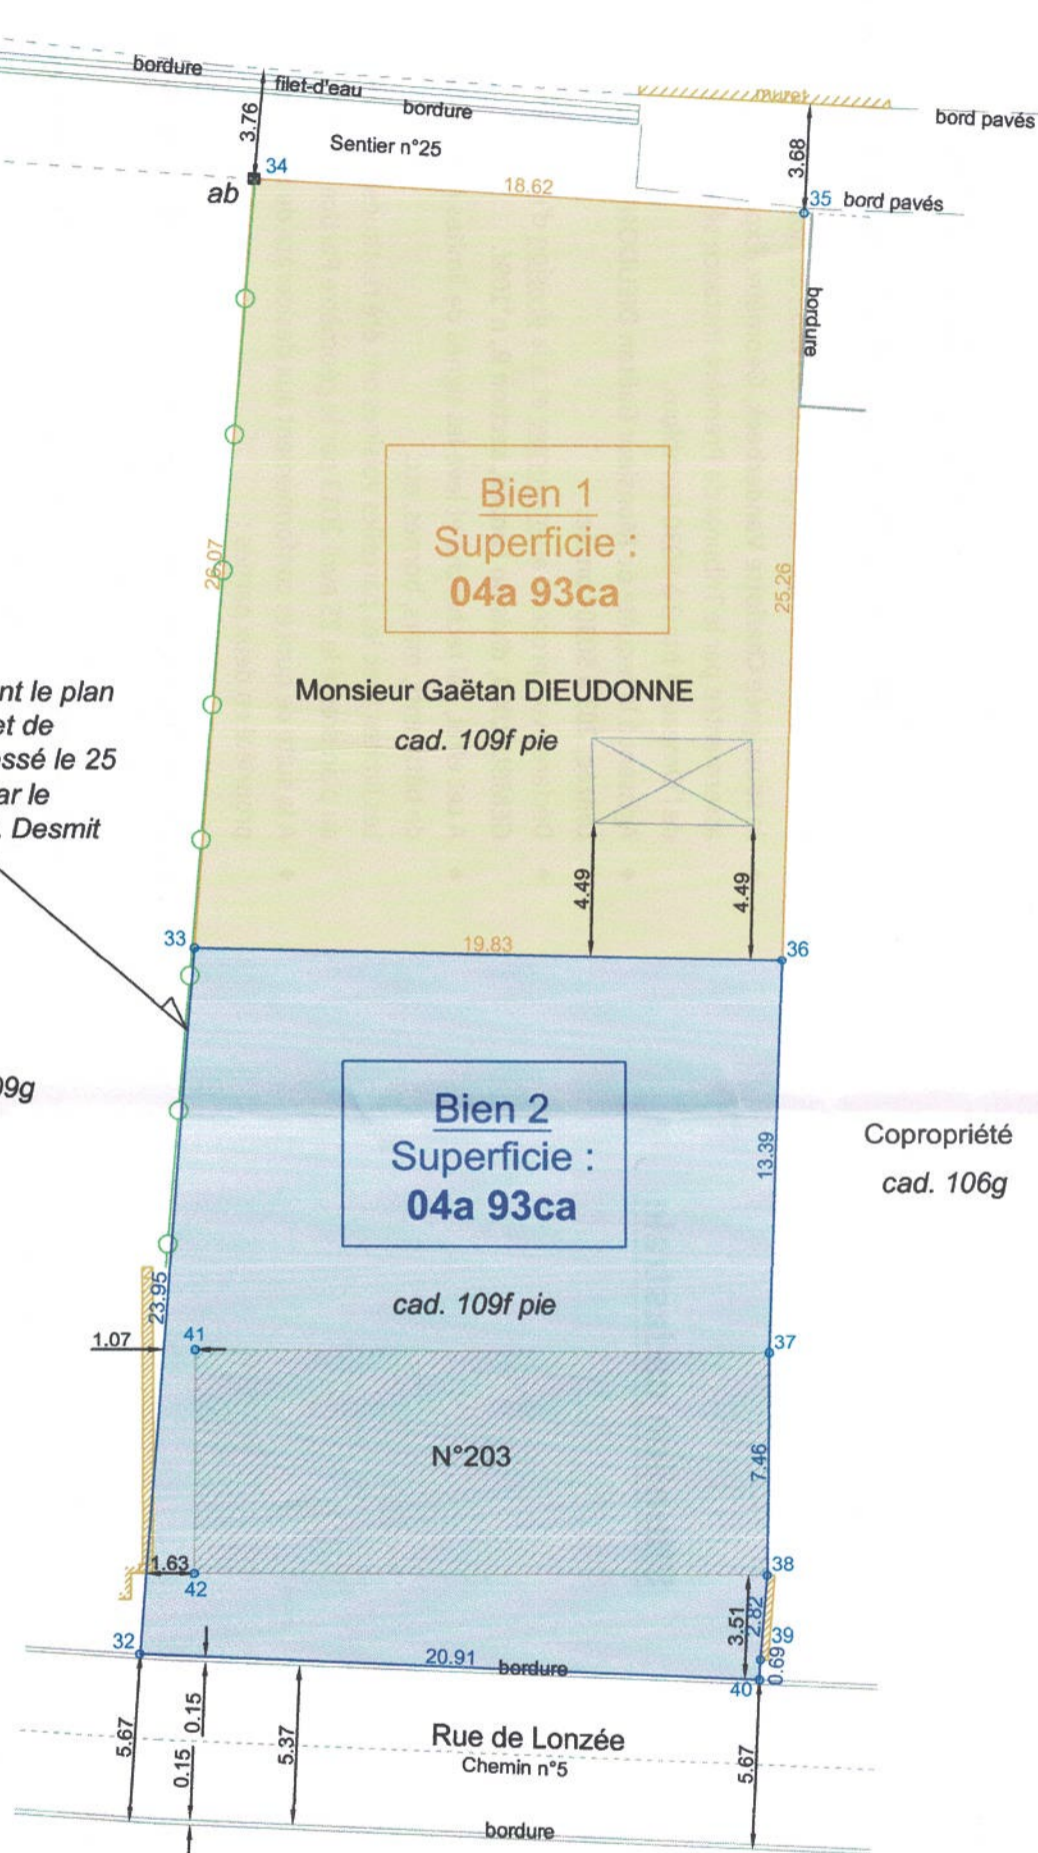 bordure
filet-d'eau
bordure
muret
bord pavés
3.76
Sentier n°25
3.68
34
ab
18.62
35 bord pavés
bordure
26.07
Bien 1
Superficie :
04a 93ca
25.26
nt le plan
et de
ssé le 25
ar le
. Desmit
Monsieur Gaëtan DIEUDONNE
cad. 109f pie
4.49
4.49
33
19.83
36
09g
Bien 2
Superficie :
04a 93ca
13.39
Copropriété
cad. 106g
23.95
cad. 109f pie
1.07
41
37
N°203
7.46
1.63
42
38
3.51
2.82
39
0.69
32
20.91
bordure
40
5.67
0.15
0.15
5.37
Rue de Lonzée
Chemin n°5
5.67
bordure